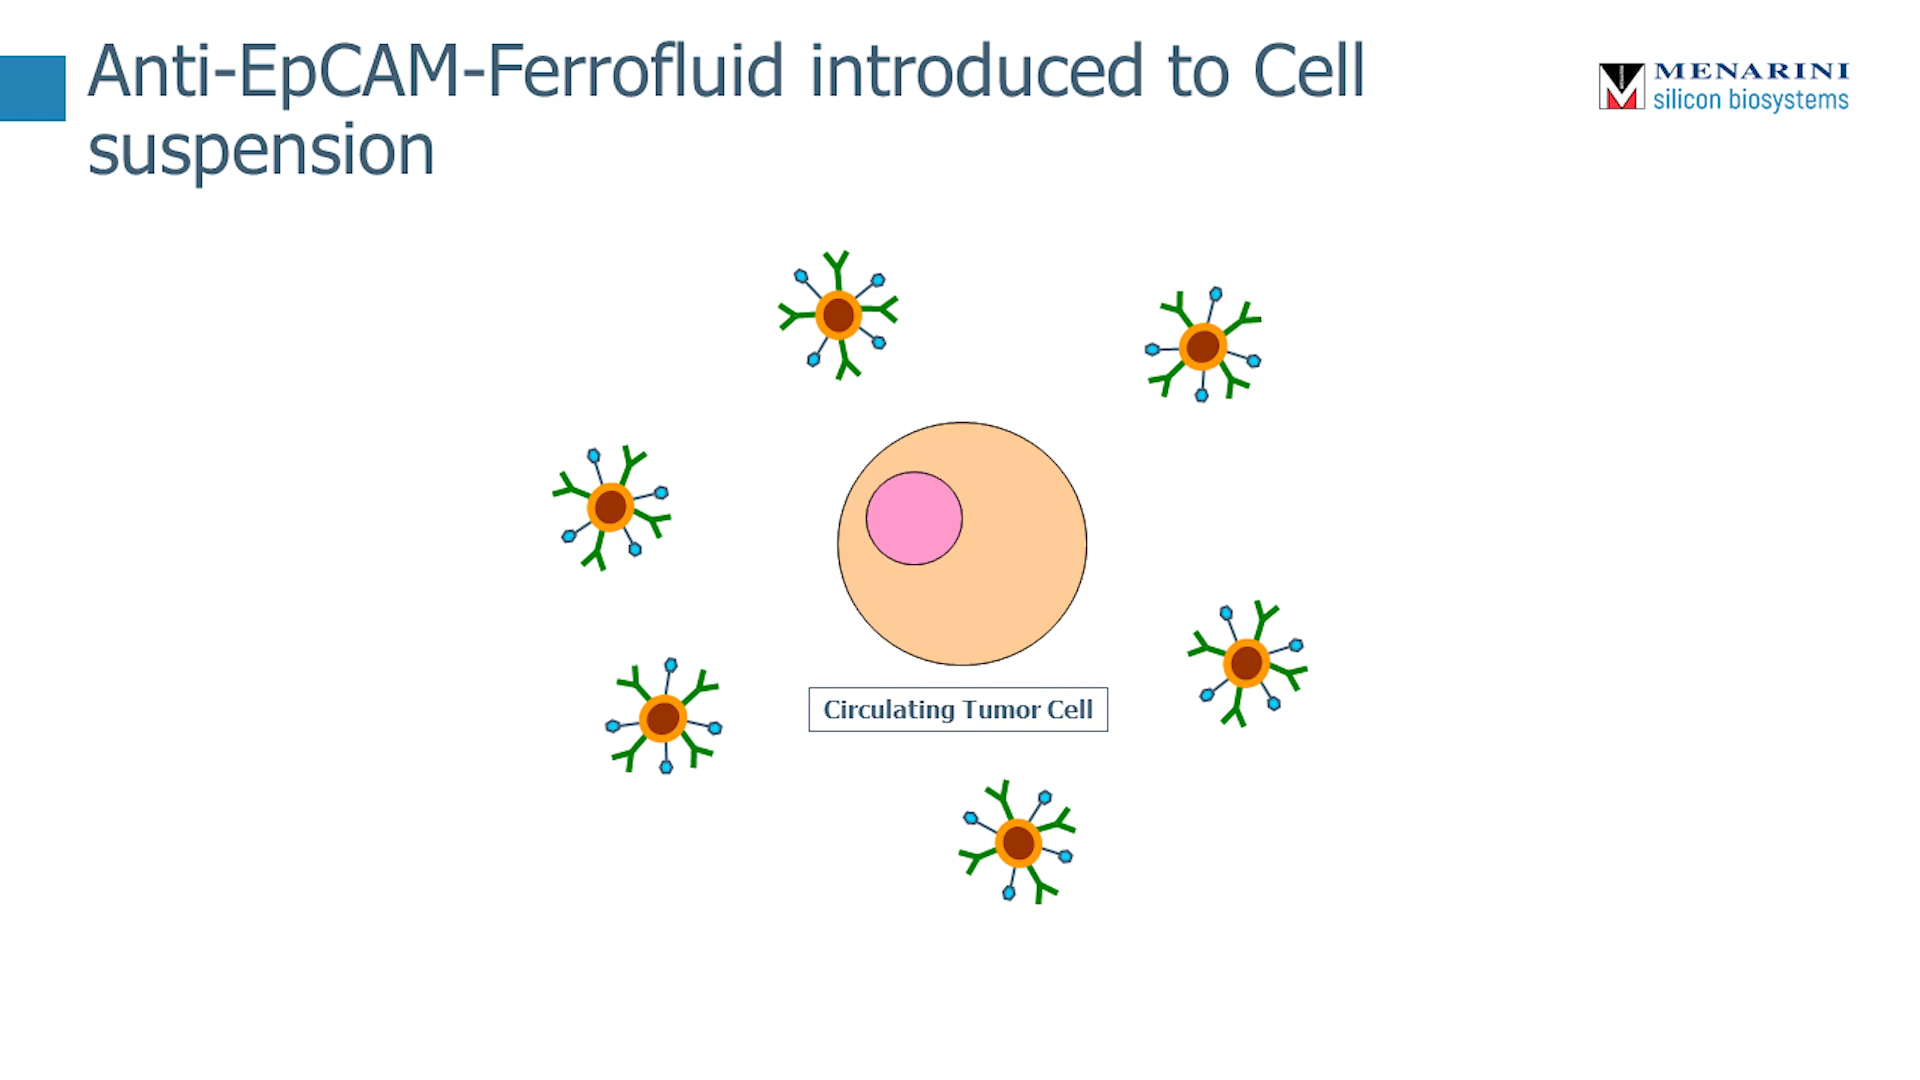 Anti-EpCAM-Ferrofluid introduced to Cell
suspension
MENARINI
silicon biosystems
Circulating Tumor Cell